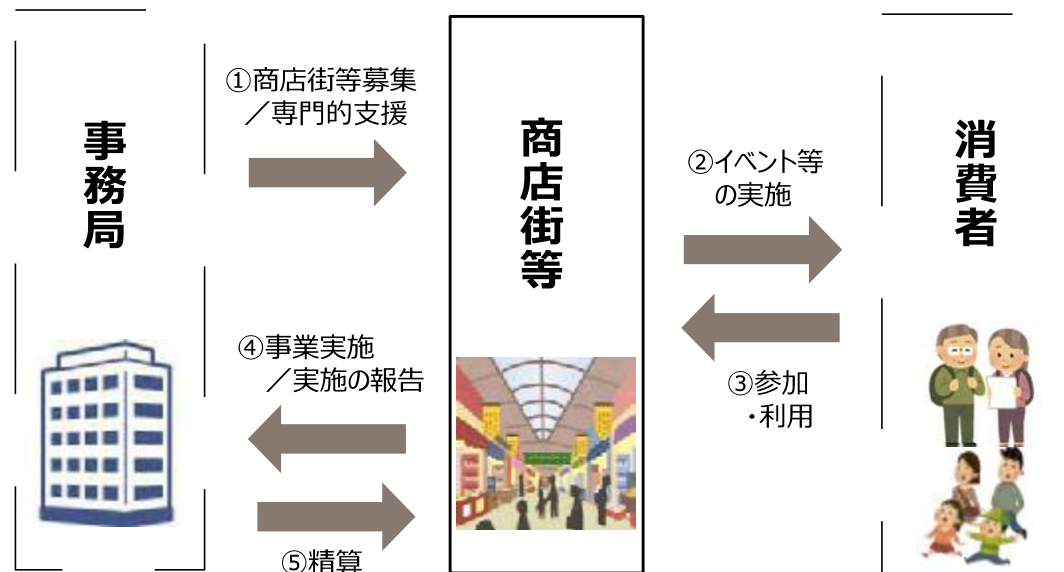 事務局
①商店街等募集
／専門的支援
④事業実施
／実施の報告
⑤精算
商店街等
②イベント等
の実施
③参加
・利用
消費者